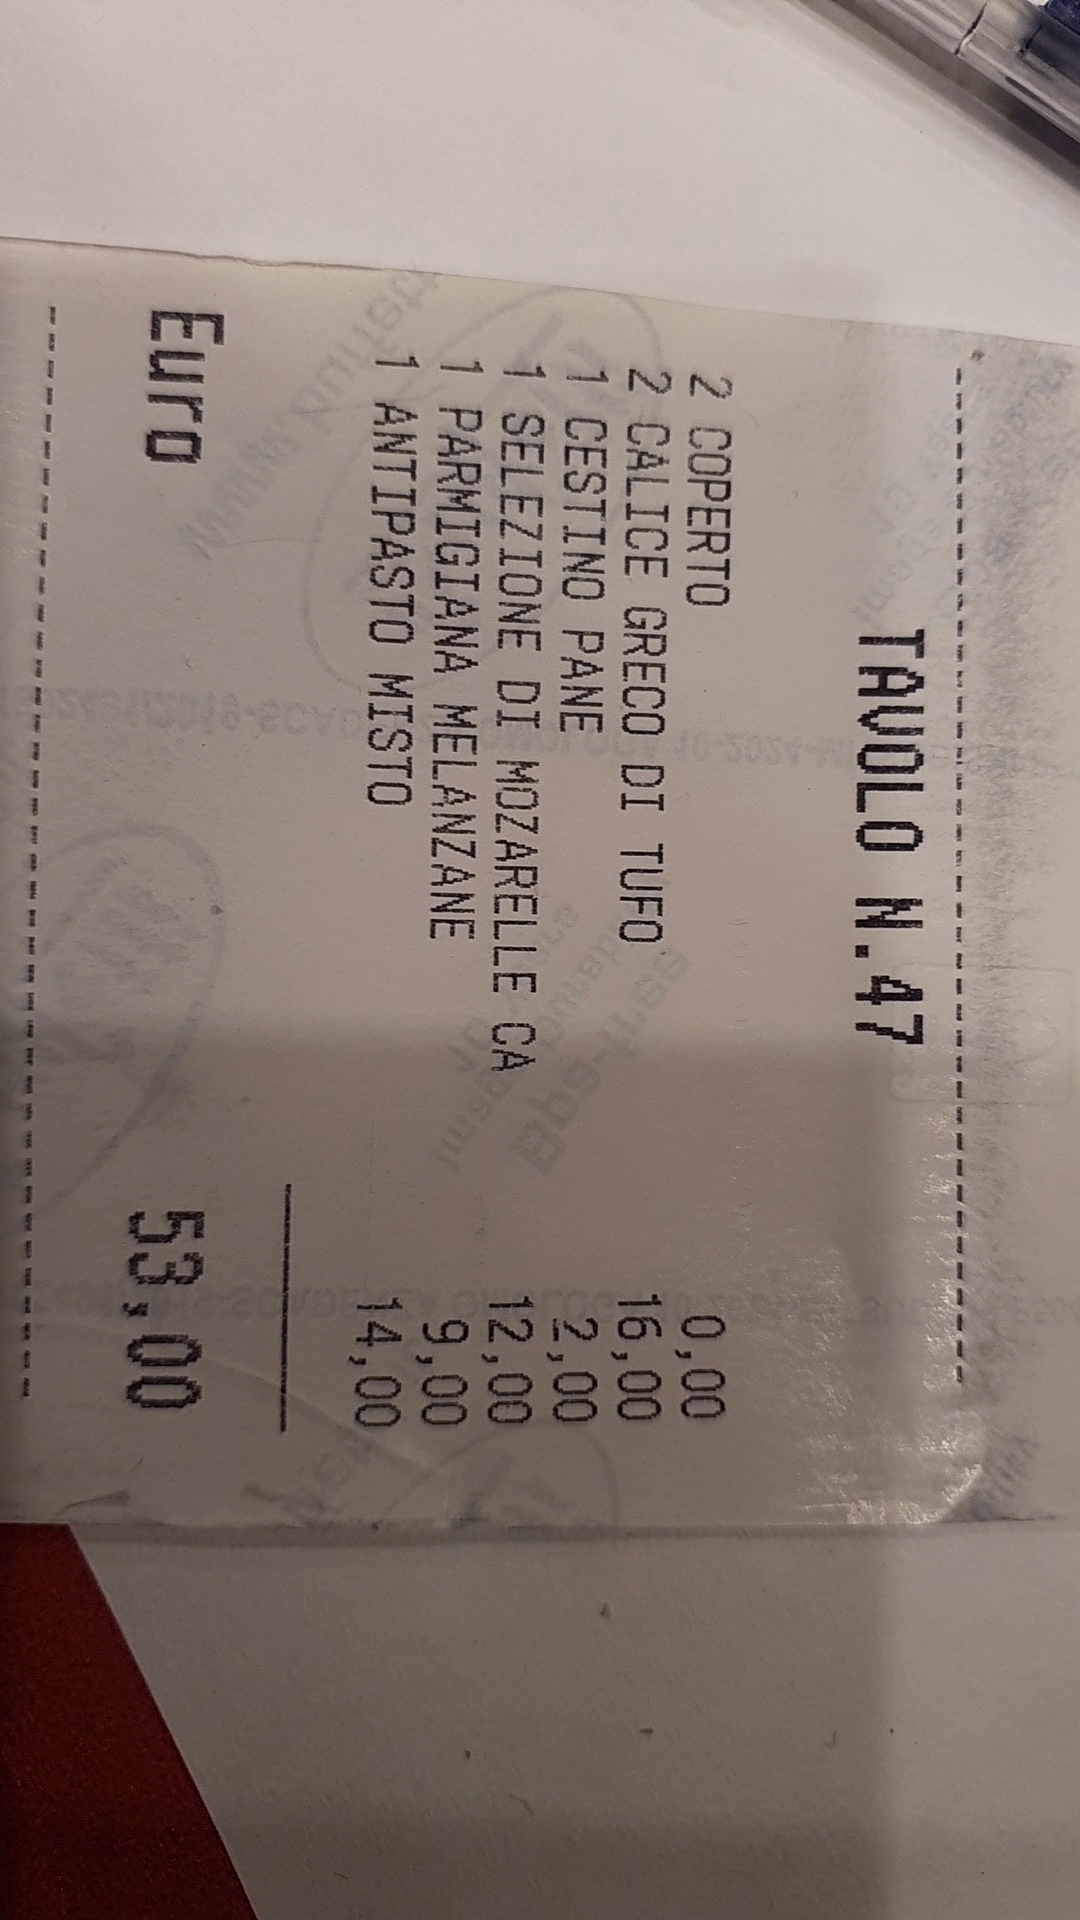 TAVOLO N.47
2 COPERTO 0,00
2 CALICE GRECO DI TUFO 16,00
1 CESTINO PANE 2,00
1 SELEZIONE DI MOZARELLE CA 12,00
1 PARMIGIANA MELANZANE 9,00
1 ANTIPASTO MISTO 14,00
Euro 53,00